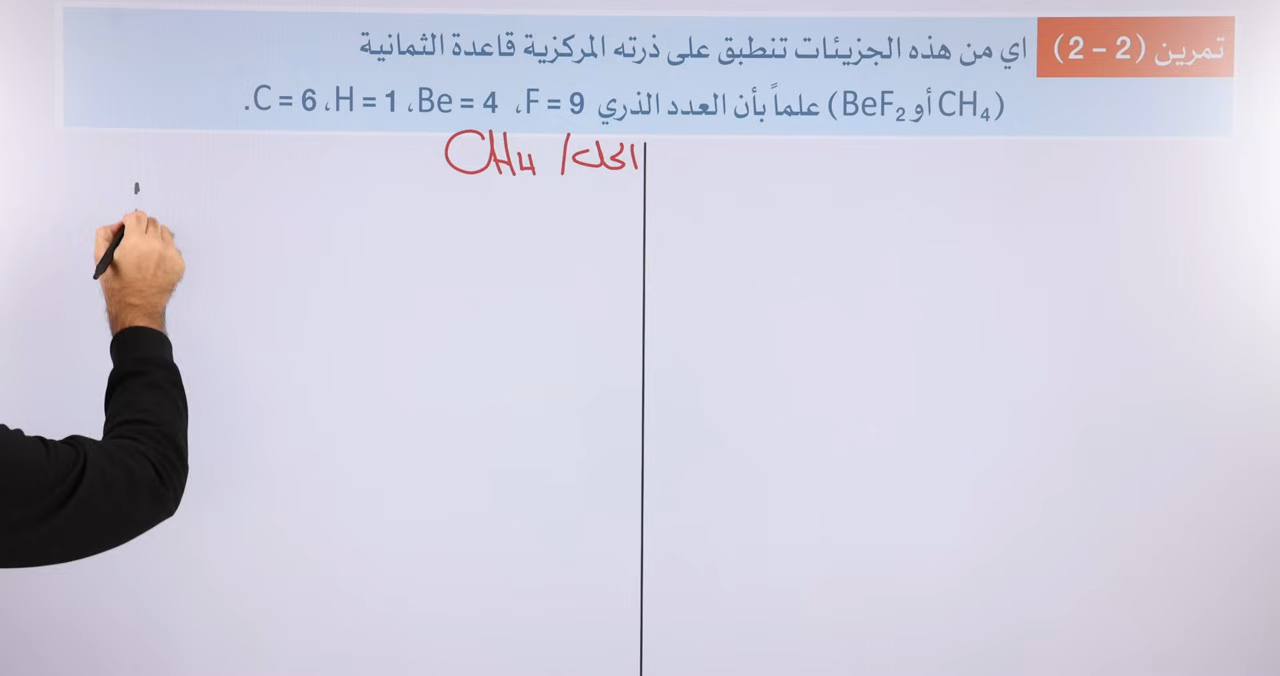 تمرين (2 - 2) اي من هذه الجزيئات تنطبق على ذرته المركزية قاعدة الثمانية
(CH₄ أو BeF₂) علماً بأن العدد الذري F = 9، Be = 4، H = 1، C = 6.
الحل/ CH4